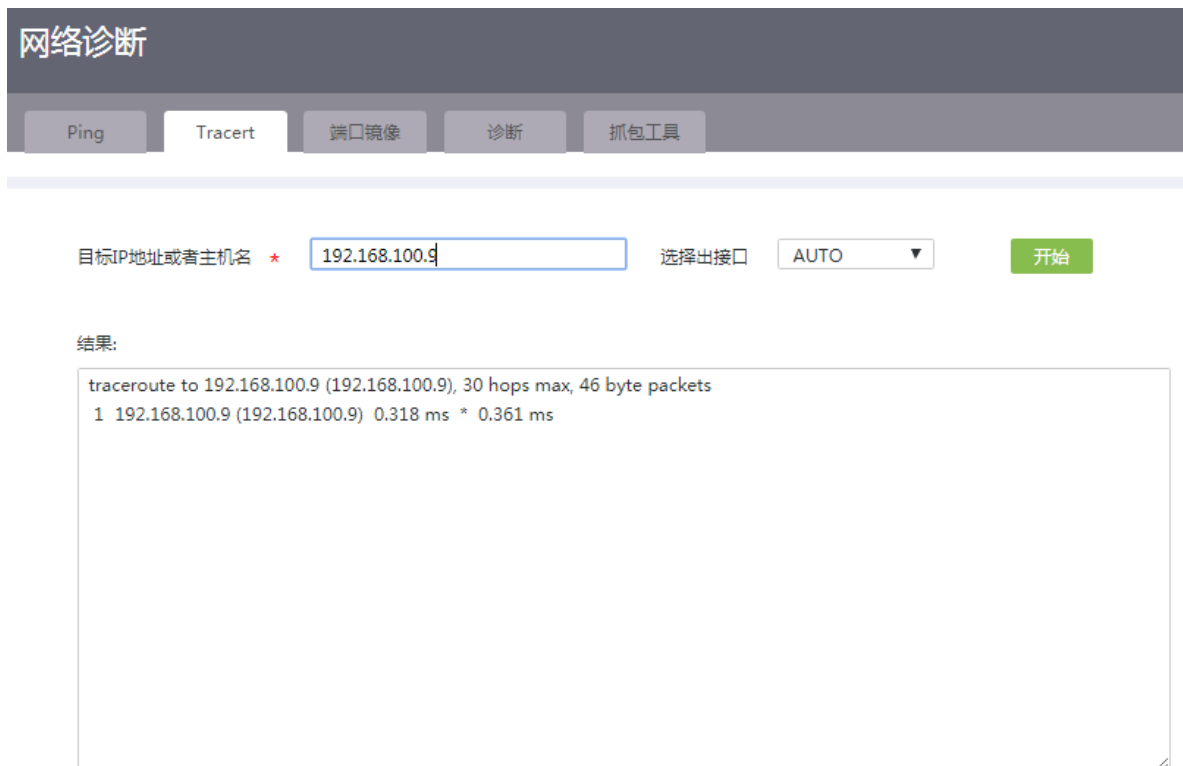 网络诊断
Ping Tracert 端口镜像 诊断 抓包工具
目标IP地址或者主机名 * 192.168.100.9 选择出接口 AUTO 开始
结果:
traceroute to 192.168.100.9 (192.168.100.9), 30 hops max, 46 byte packets
1 192.168.100.9 (192.168.100.9) 0.318 ms * 0.361 ms